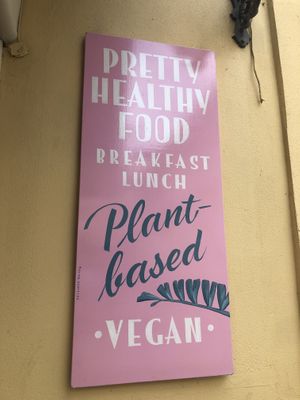 PRETTY
HEALTHY
FOOD
BREAKFAST
LUNCH
Plant-
based
• VEGAN •